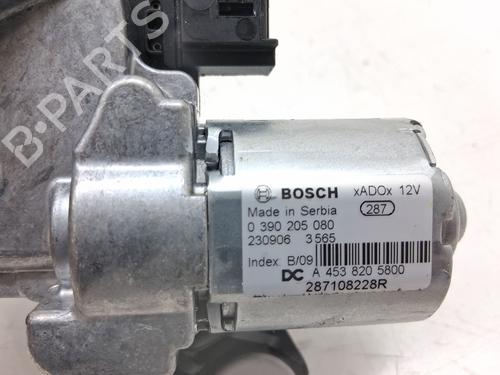 B-PARTS
BOSCH xADOx 12V
Made in Serbia 287
0 390 205 080
230906 3565
Index: B/09
DC A 453 820 5800
287108228R